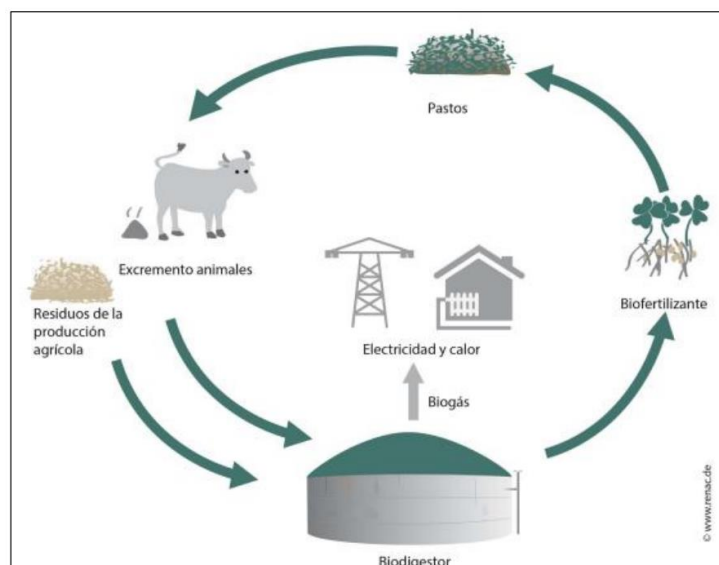 Pastos
Excremento animales
Residuos de la
producción
agrícola
Electricidad y calor
Biofertilizante
Biogás
Biodigestor
© www.renac.de